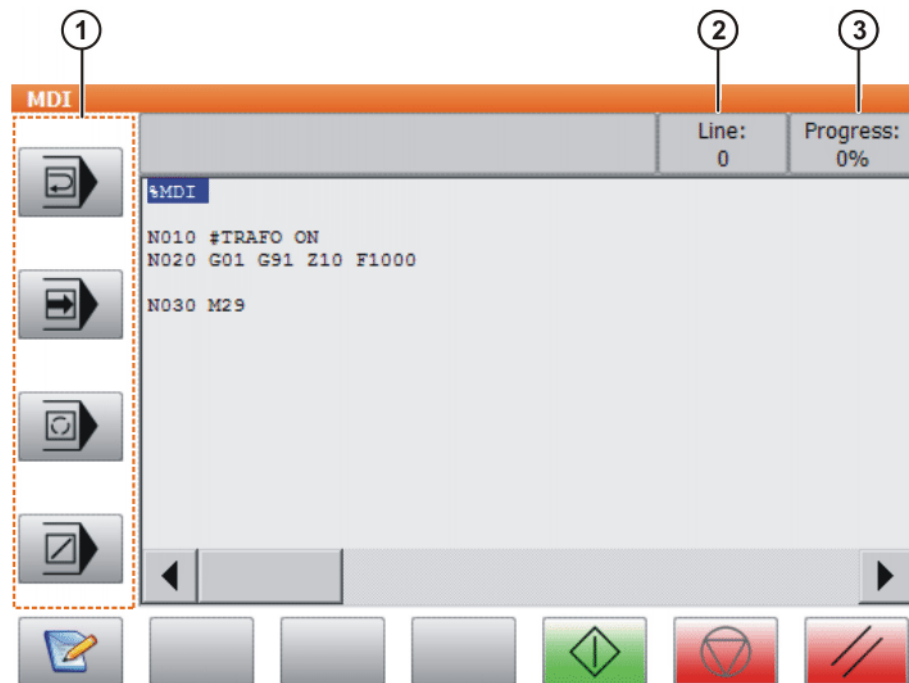 1 2 3
MDI
Line: Progress:
0 0%
%MDI
N010 #TRAFO ON
N020 G01 G91 Z10 F1000
N030 M29